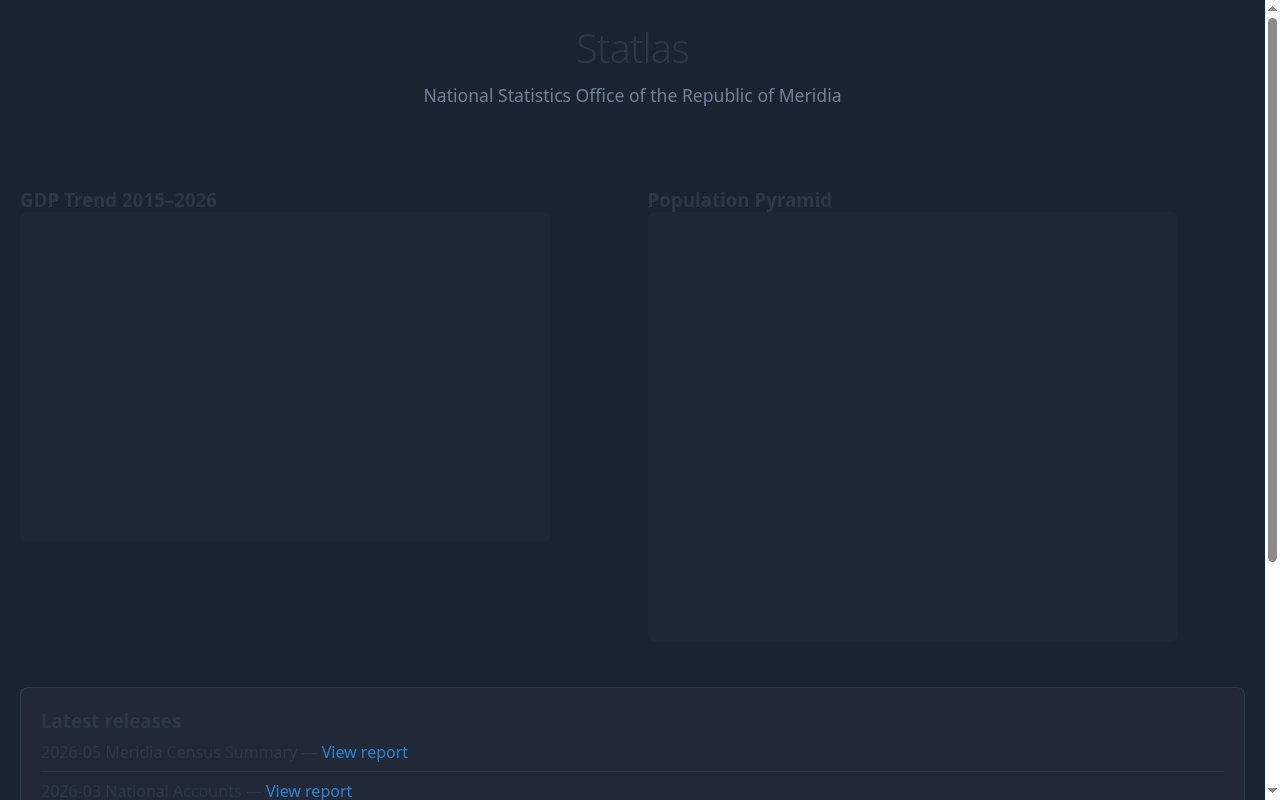 Statlas
National Statistics Office of the Republic of Meridia
GDP Trend 2015–2026
Population Pyramid
Latest releases
2026-05 Meridia Census Summary — View report
2026-03 National Accounts — View report